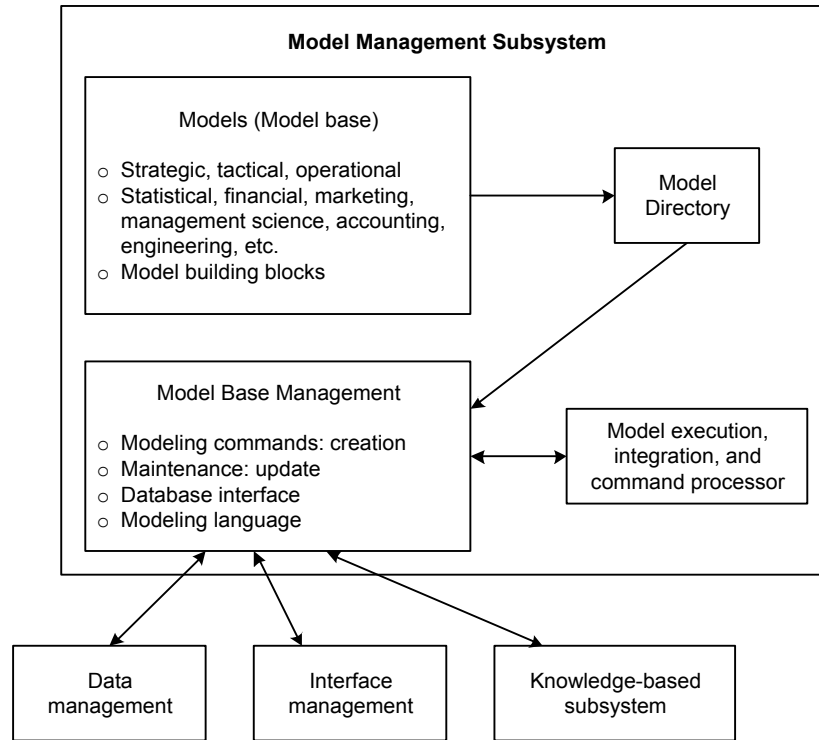 Model Management Subsystem
Models (Model base)
○ Strategic, tactical, operational
○ Statistical, financial, marketing,
management science, accounting,
engineering, etc.
○ Model building blocks
Model
Directory
Model Base Management
○ Modeling commands: creation
○ Maintenance: update
○ Database interface
○ Modeling language
Model execution,
integration, and
command processor
Data
management
Interface
management
Knowledge-based
subsystem